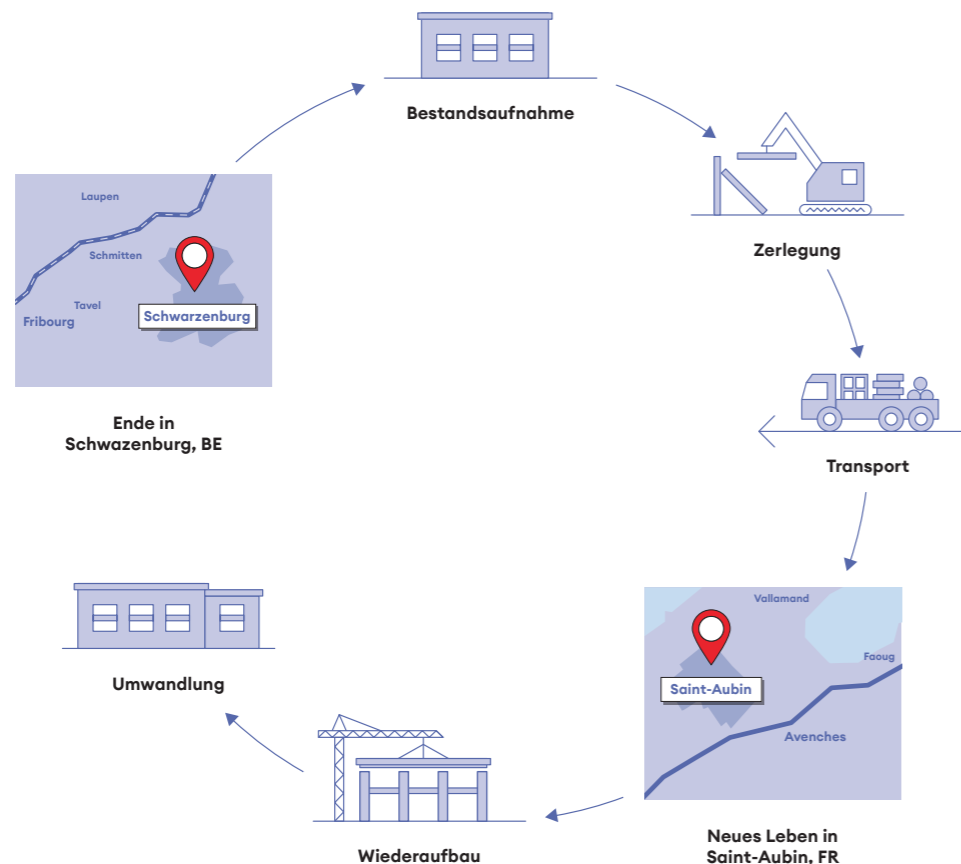 Bestandsaufnahme
Zerlegung
Transport
Laupen
Schmitten
Tavel
Fribourg
Schwarzenburg
Ende in
Schwazenburg, BE
Vallamand
Faoug
Saint-Aubin
Avenches
Neues Leben in
Saint-Aubin, FR
Wiederaufbau
Umwandlung